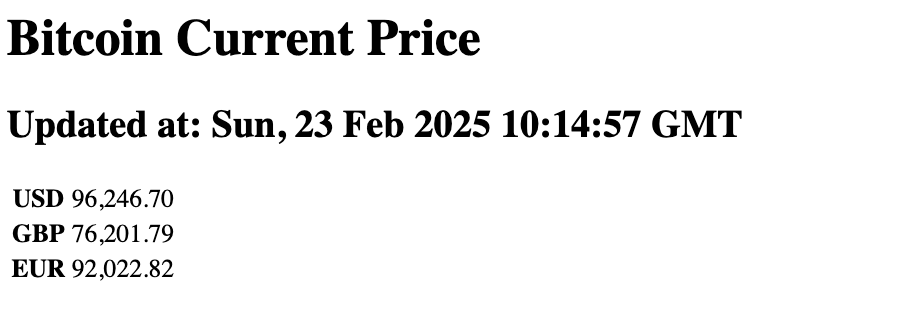 Bitcoin Current Price
Updated at: Sun, 23 Feb 2025 10:14:57 GMT
USD 96,246.70
GBP 76,201.79
EUR 92,022.82